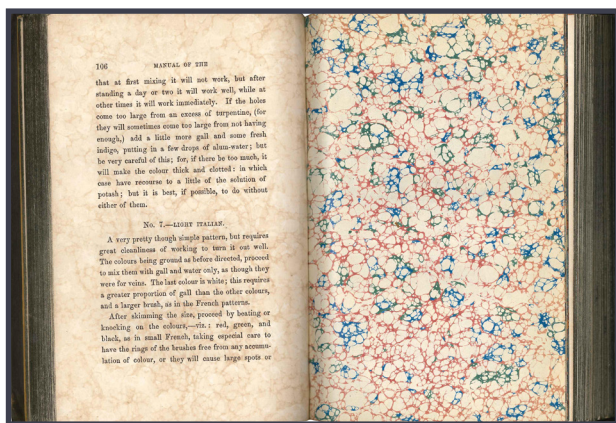 106 MANUAL OF THE
that at first mixing it will not work, but after
standing a day or two it will work well, while at
other times it will work immediately. If the holes
come too large from an excess of turpentine, (for
they will sometimes come too large from not having
enough,) add a little more gall and some fresh
indigo, putting in a few drops of alum-water; but
be very careful of this; for, if there be too much, it
will make the colour thick and clotted: in which
case have recourse to a little of the solution of
potash; but it is best, if possible, to do without
either of them.
No. 7.—LIGHT ITALIAN.
A very pretty though simple pattern, but requires
great cleanliness of working to turn it out well.
The colours being ground as before directed, proceed
to mix them with gall and water only, as though they
were for veins. The last colour is white; this requires
a greater proportion of gall than the other colours,
and a larger brush, as in the French patterns.
After skimming the size, proceed by beating or
knocking on the colours,—viz.: red, green, and
black, as in small French, taking especial care to
have the rings of the brushes free from any accumu-
lation of colour, or they will cause large spots or